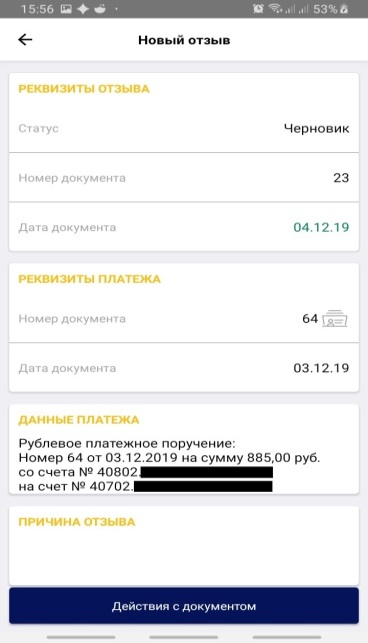 15:56
53%
Новый отзыв
РЕКВИЗИТЫ ОТЗЫВА
Статус Черновик
Номер документа 23
Дата документа 04.12.19
РЕКВИЗИТЫ ПЛАТЕЖА
Номер документа 64
Дата документа 03.12.19
ДАННЫЕ ПЛАТЕЖА
Рублевое платежное поручение:
Номер 64 от 03.12.2019 на сумму 885,00 руб.
со счета № 40802.
на счет № 40702.
ПРИЧИНА ОТЗЫВА
Действия с документом